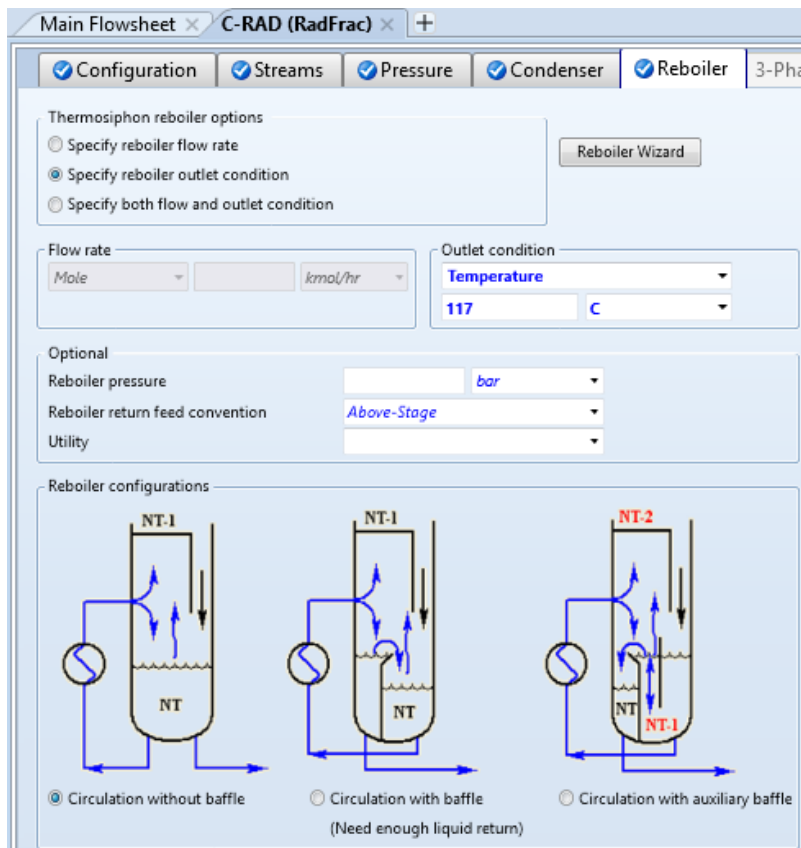 Main Flowsheet × C-RAD (RadFrac) × +
Configuration Streams Pressure Condenser Reboiler 3-Pha
Thermosiphon reboiler options
Specify reboiler flow rate
Reboiler Wizard
Specify reboiler outlet condition
Specify both flow and outlet condition
Flow rate Outlet condition
Mole kmol/hr Temperature
117 C
Optional
Reboiler pressure bar
Reboiler return feed convention Above-Stage
Utility
Reboiler configurations
NT-1 NT-1 NT-2
NT NT NT
NT-1
Circulation without baffle Circulation with baffle Circulation with auxiliary baffle
(Need enough liquid return)